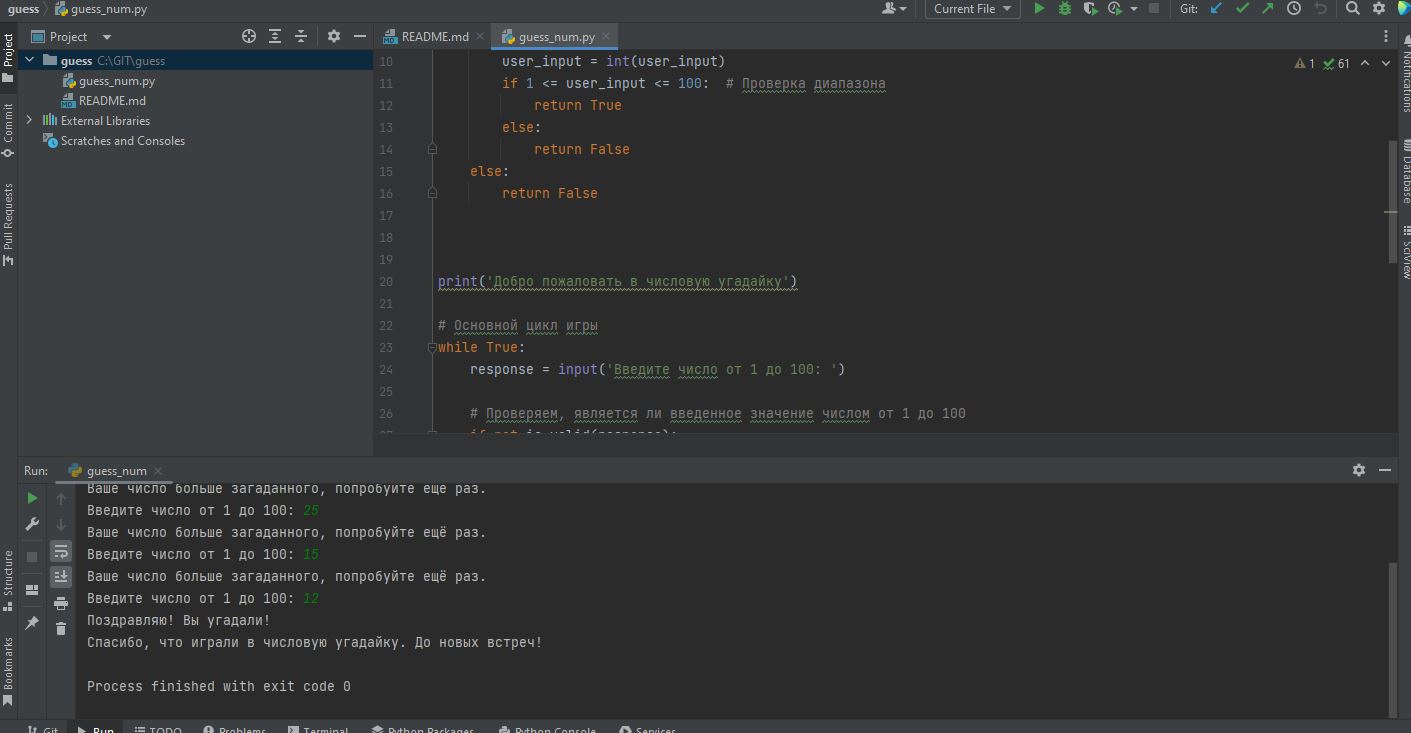 guess guess_num.py Current File Git:
Project README.md guess_num.py
guess C:\GIT\guess
guess_num.py
README.md
External Libraries
Scratches and Consoles
Project
Commit
Pull Requests
10 user_input = int(user_input)
11 if 1 <= user_input <= 100: # Проверка диапазона
12 return True
13 else:
14 return False
15 else:
16 return False
17
18
19
20 print('Добро пожаловать в числовую угадайку')
21
22 # Основной цикл игры
23 while True:
24 response = input('Введите число от 1 до 100: ')
25
26 # Проверяем, является ли введенное значение числом от 1 до 100
1 61
Notifications
Database
SciView
Run: guess_num
Ваше число больше загаданного, попробуйте ещё раз.
Введите число от 1 до 100: 25
Ваше число больше загаданного, попробуйте ещё раз.
Введите число от 1 до 100: 15
Ваше число больше загаданного, попробуйте ещё раз.
Введите число от 1 до 100: 12
Поздравляю! Вы угадали!
Спасибо, что играли в числовую угадайку. До новых встреч!
Process finished with exit code 0
Structure
Bookmarks
Git Run TODO Problems Terminal Python Packages Python Console Services